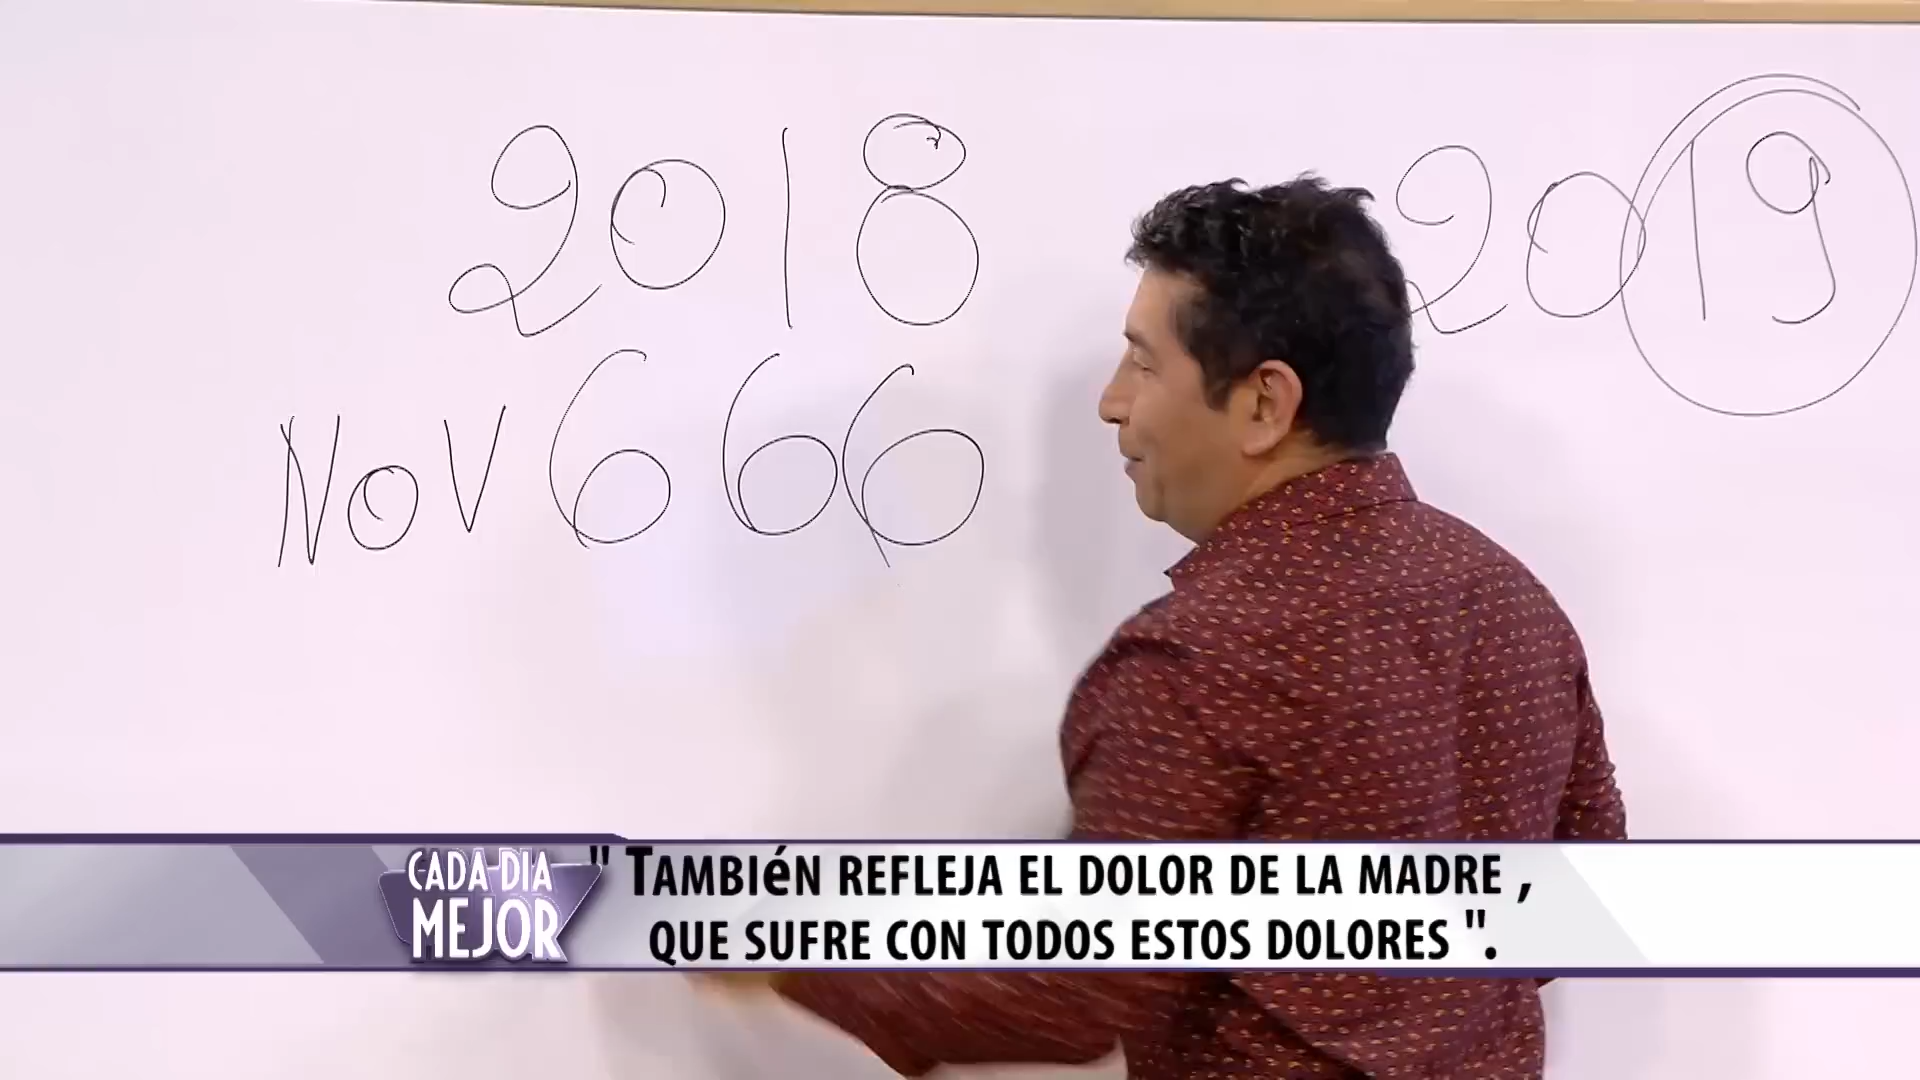 2018
2019
NOV 666
CADA DIA
MEJOR
" TAMBIéN REFLEJA EL DOLOR DE LA MADRE ,
QUE SUFRE CON TODOS ESTOS DOLORES ".